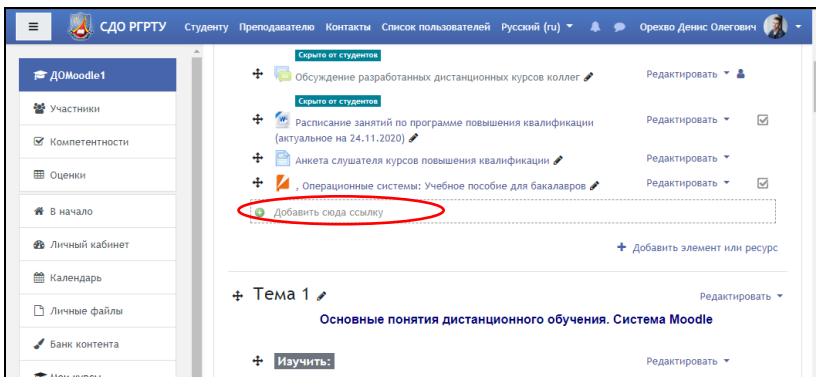 СДО РГРТУ Студенту Преподавателю Контакты Список пользователей Русский (ru) Орехво Денис Олегович
ДОMoodle1
Участники
Компетентности
Оценки
В начало
Личный кабинет
Календарь
Личные файлы
Банк контента
Мои курсы
Скрыто от студентов
Обсуждение разработанных дистанционных курсов коллег Редактировать
Скрыто от студентов
Расписание занятий по программе повышения квалификации Редактировать
(актуальное на 24.11.2020)
Анкета слушателя курсов повышения квалификации Редактировать
, Операционные системы: Учебное пособие для бакалавров Редактировать
Добавить сюда ссылку
Добавить элемент или ресурс
Тема 1 Редактировать
Основные понятия дистанционного обучения. Система Moodle
Изучить: Редактировать